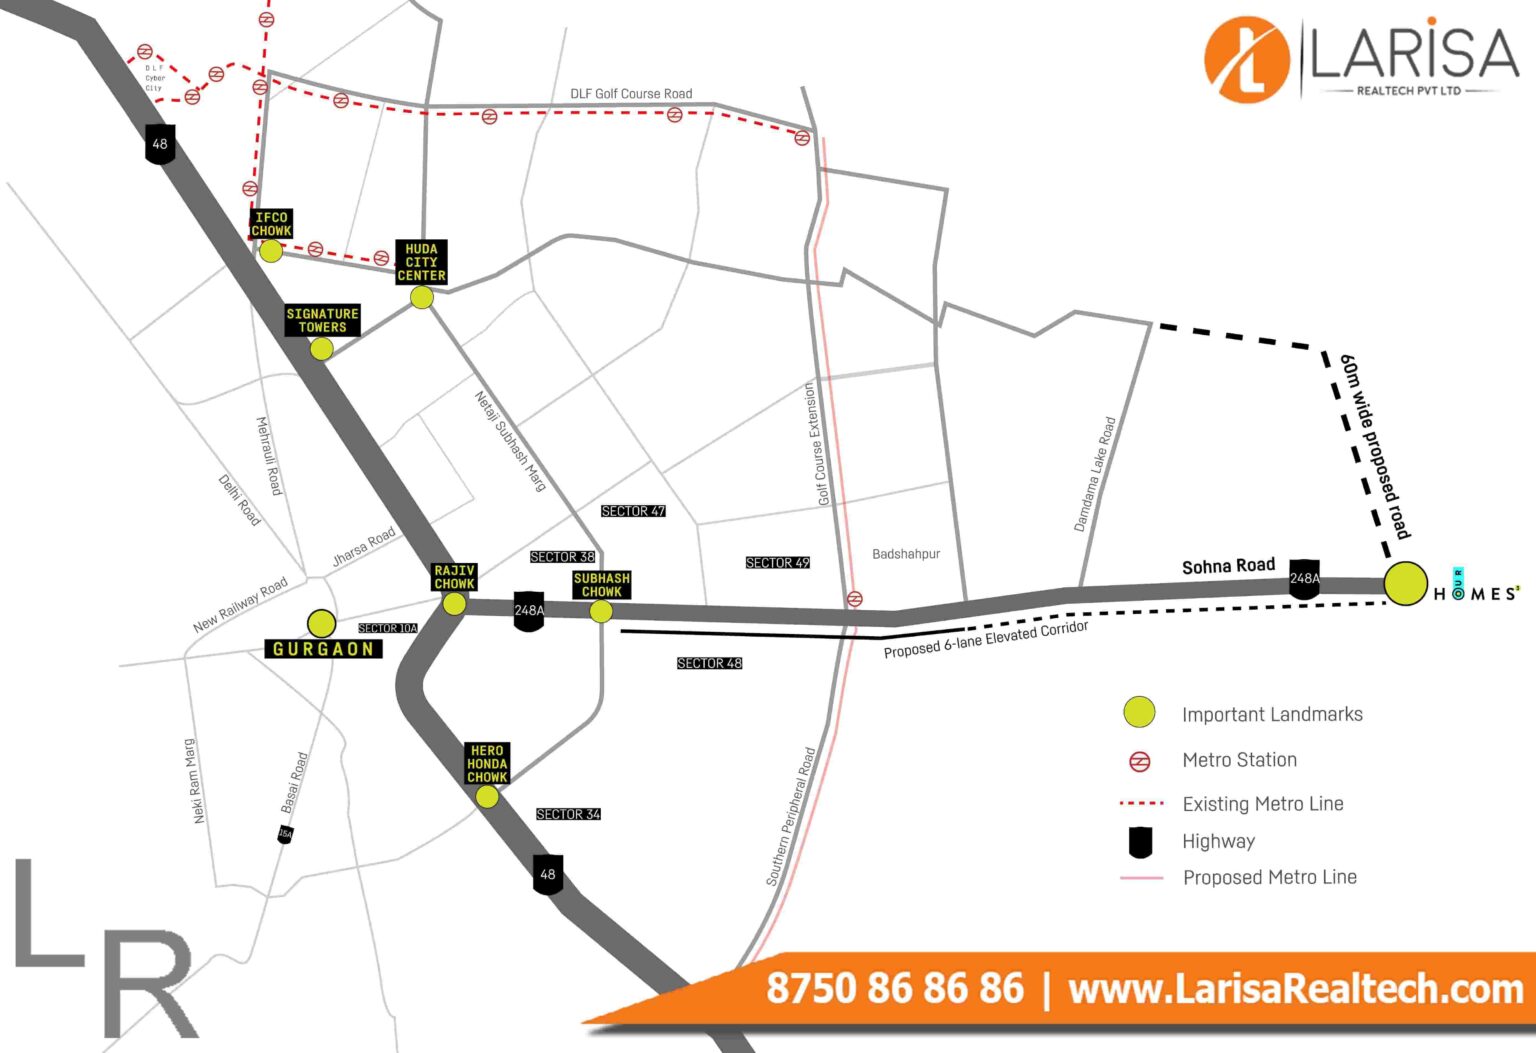 LARiSA
REALTECH PVT LTD
DLF
Cyber
City
DLF Golf Course Road
48
IFCO
CHOWK
HUDA
CITY
CENTER
SIGNATURE
TOWERS
60m wide proposed road
Netaji Subhash Marg
Golf Course Extension
Mehrauli Road
Delhi Road
Damdama Lake Road
Jharsa Road
SECTOR 47
SECTOR 38
SECTOR 49
Badshahpur
RAJIV
CHOWK
SUBHASH
CHOWK
Sohna Road
248A
248A
OUR
HOMES3
New Railway Road
GURGAON
SECTOR 10A
SECTOR 48
Proposed 6-lane Elevated Corridor
Neki Ram Marg
Basai Road
15A
HERO
HONDA
CHOWK
SECTOR 34
Southern Peripheral Road
48
Important Landmarks
Metro Station
Existing Metro Line
Highway
Proposed Metro Line
LR
8750 86 86 86 | www.LarisaRealtech.com